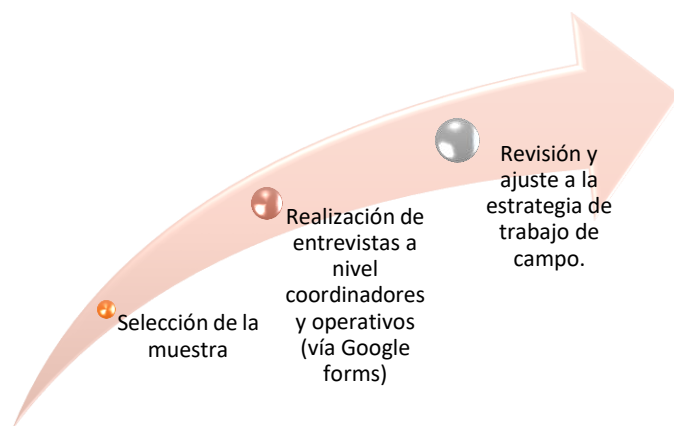 Selección de la
muestra
Realización de
entrevistas a
nivel
coordinadores
y operativos
(vía Google
forms)
Revisión y
ajuste a la
estrategia de
trabajo de
campo.